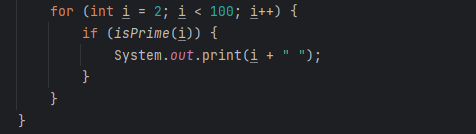 for (int i = 2; i < 100; i++) {
if (isPrime(i)) {
System.out.print(i + " ");
}
}
}